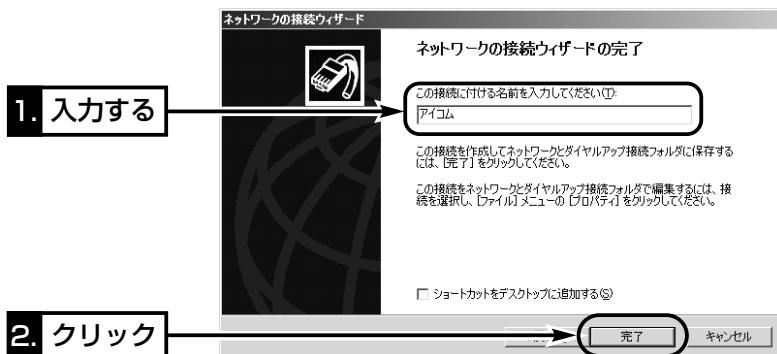 ネットワークの接続ウィザード
ネットワークの接続ウィザードの完了
この接続に付ける名前を入力してください(T):
1. 入力する
アイコム
この接続を作成してネットワークとダイヤルアップ接続フォルダに保存する
には、[完了] をクリックしてください。
この接続をネットワークとダイヤルアップ接続フォルダで編集するには、接
続を選択し、[ファイル] メニューの [プロパティ] をクリックしてください。
ショートカットをデスクトップに追加する(S)
2. クリック
完了
キャンセル